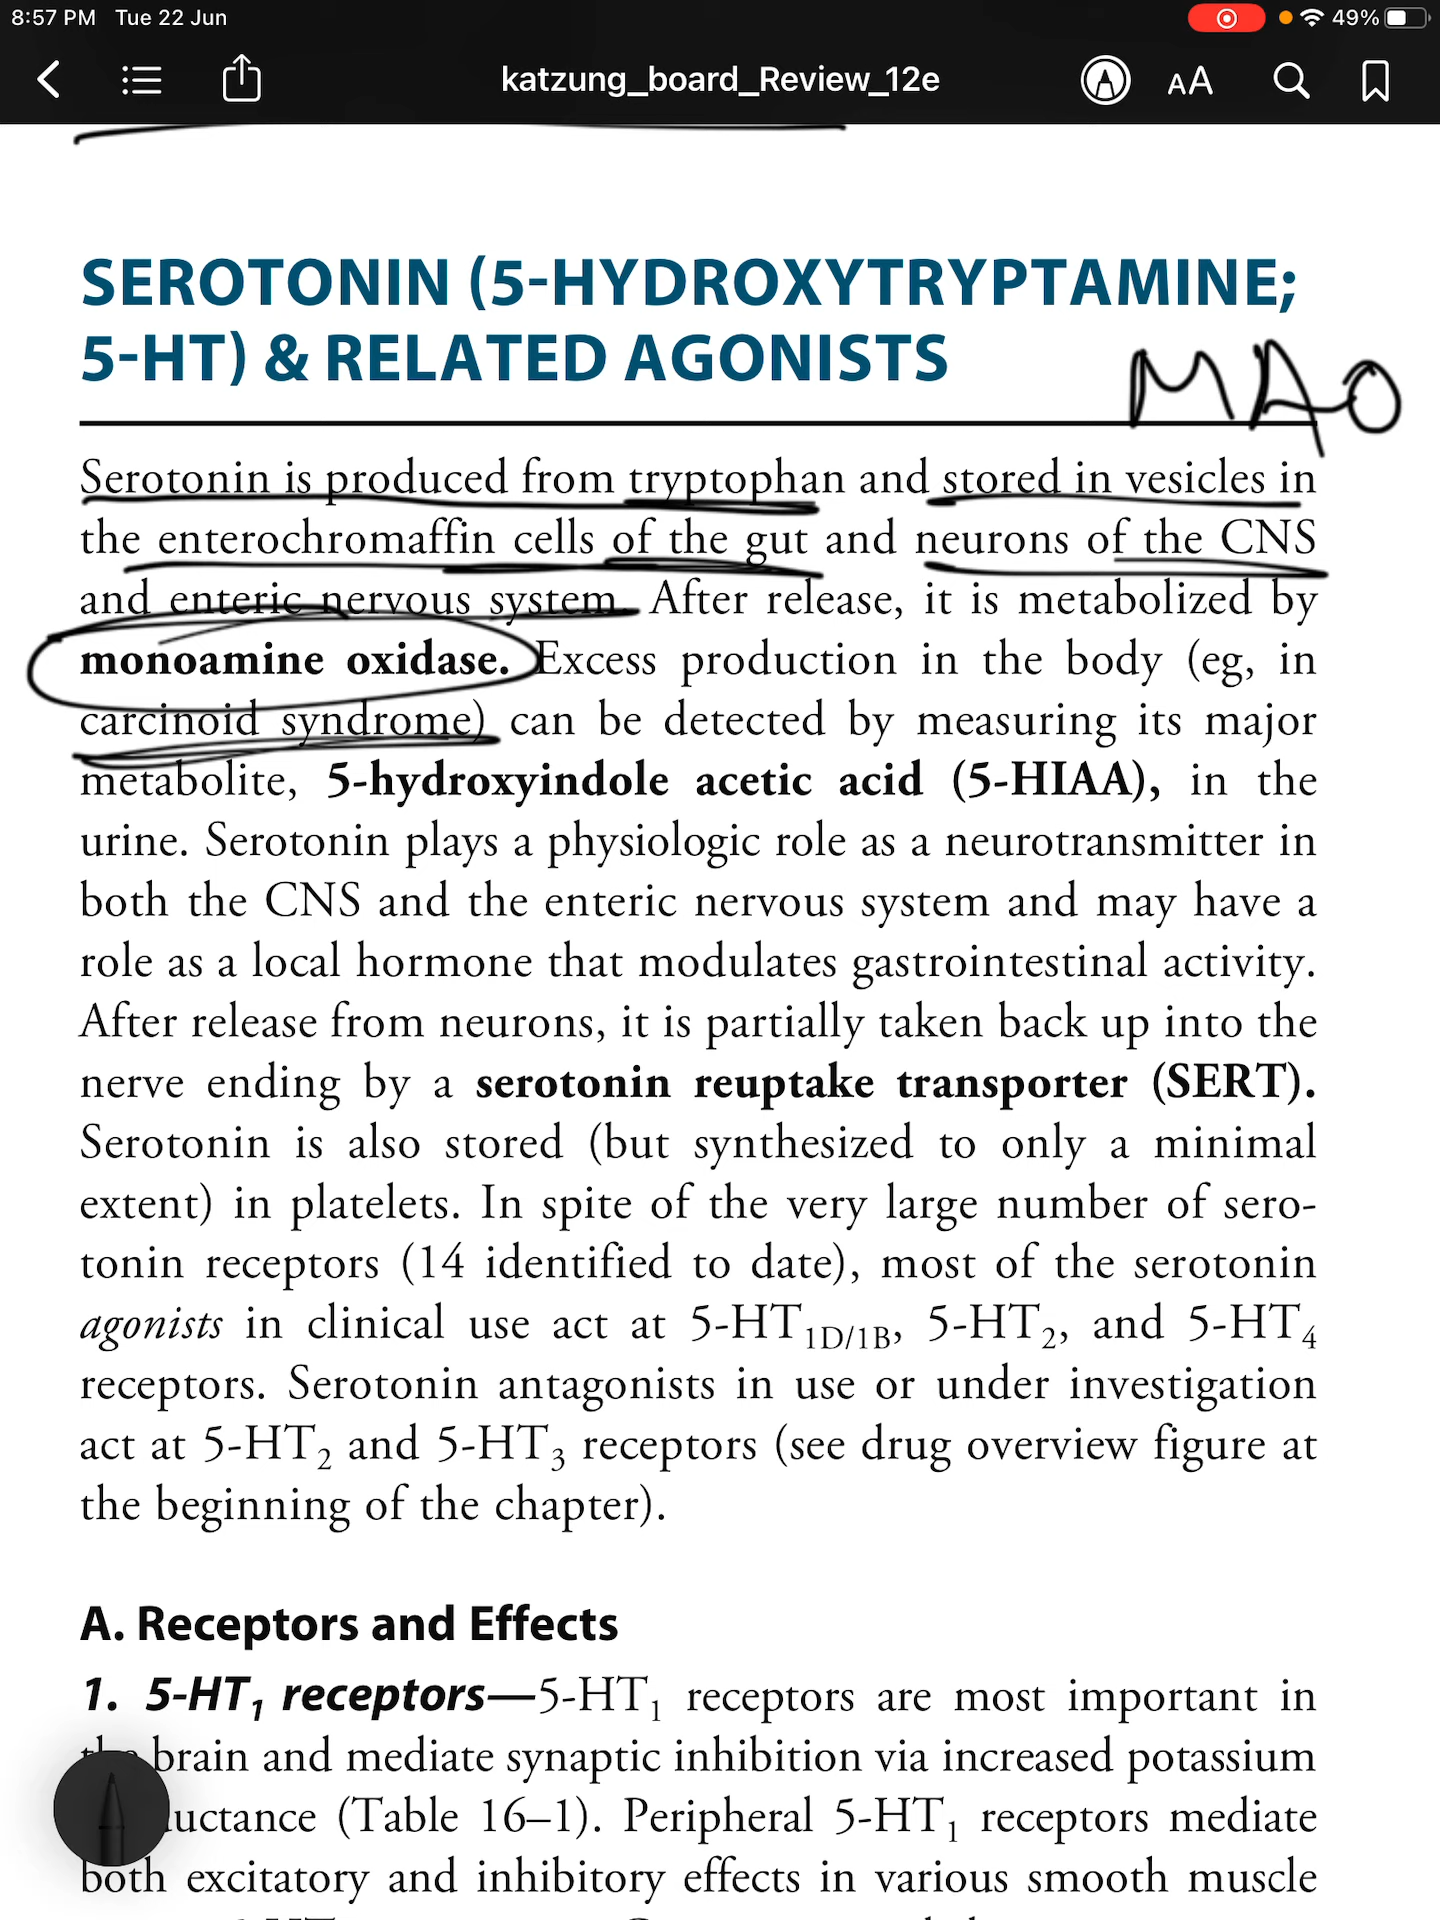 8:57 PM Tue 22 Jun
49%
katzung_board_Review_12e
AA
SEROTONIN (5-HYDROXYTRYPTAMINE;
5-HT) & RELATED AGONISTS
MAO
Serotonin is produced from tryptophan and stored in vesicles in
the enterochromaffin cells of the gut and neurons of the CNS
and enteric nervous system. After release, it is metabolized by
monoamine oxidase. Excess production in the body (eg, in
carcinoid syndrome) can be detected by measuring its major
metabolite, 5-hydroxyindole acetic acid (5-HIAA), in the
urine. Serotonin plays a physiologic role as a neurotransmitter in
both the CNS and the enteric nervous system and may have a
role as a local hormone that modulates gastrointestinal activity.
After release from neurons, it is partially taken back up into the
nerve ending by a serotonin reuptake transporter (SERT).
Serotonin is also stored (but synthesized to only a minimal
extent) in platelets. In spite of the very large number of sero-
tonin receptors (14 identified to date), most of the serotonin
agonists in clinical use act at 5-HT1D/1B, 5-HT2, and 5-HT4
receptors. Serotonin antagonists in use or under investigation
act at 5-HT2 and 5-HT3 receptors (see drug overview figure at
the beginning of the chapter).
A. Receptors and Effects
1. 5-HT1 receptors—5-HT1 receptors are most important in
brain and mediate synaptic inhibition via increased potassium
(Table 16–1). Peripheral 5-HT1 receptors mediate
both excitatory and inhibitory effects in various smooth muscle